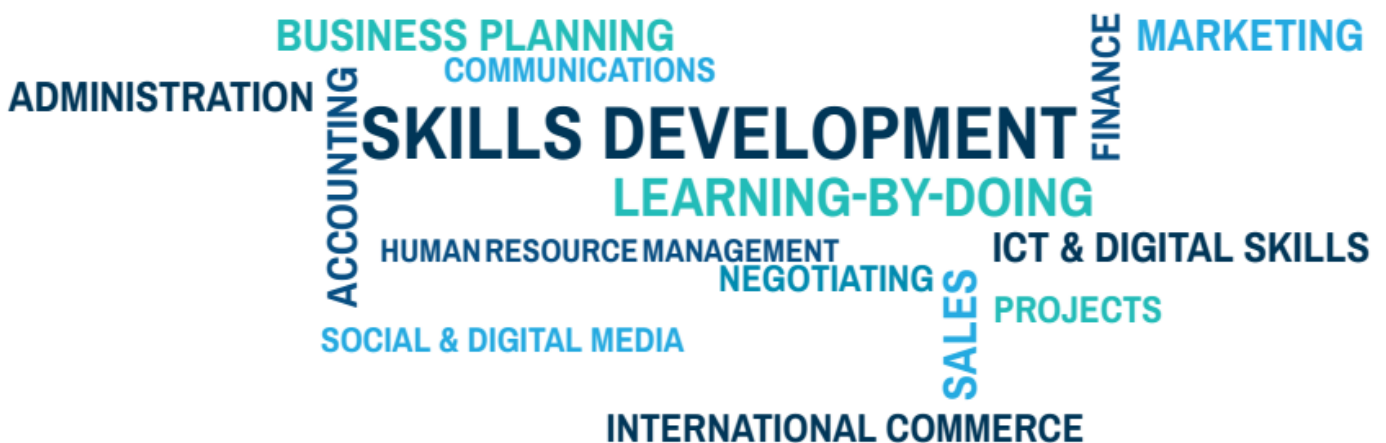 BUSINESS PLANNING
FINANCE
MARKETING
COMMUNICATIONS
ADMINISTRATION
ACCOUNTING
SKILLS DEVELOPMENT
LEARNING-BY-DOING
HUMAN RESOURCE MANAGEMENT
ICT & DIGITAL SKILLS
NEGOTIATING
SALES
PROJECTS
SOCIAL & DIGITAL MEDIA
INTERNATIONAL COMMERCE